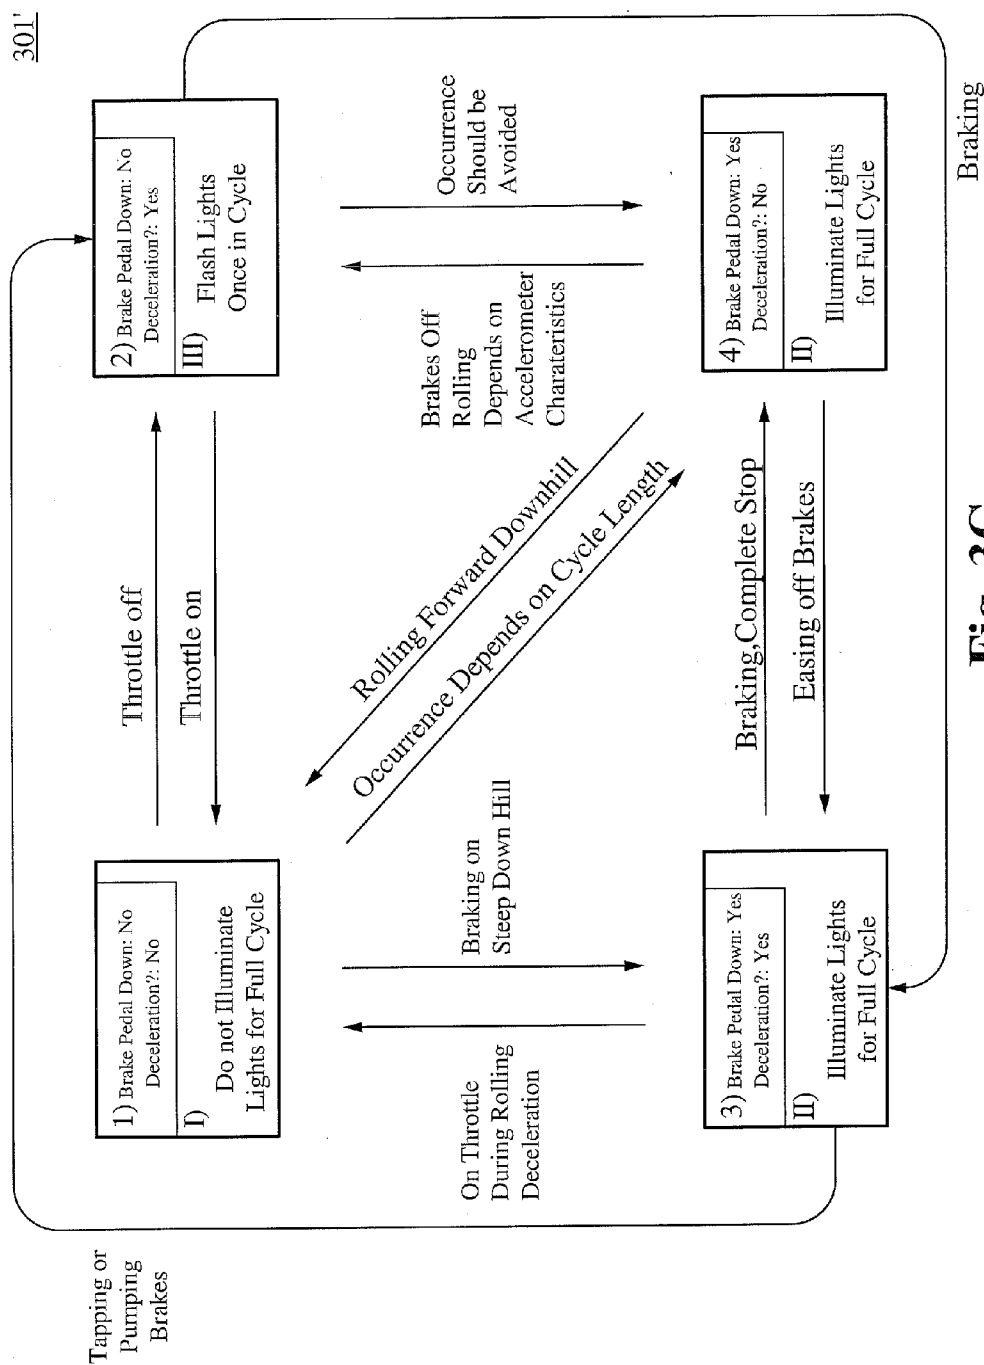 301'
Tapping or
Pumping
Brakes
1) Brake Pedal Down: No
Deceleration?: No
I)
Do not Illuminate
Lights for Full Cycle
Throttle off
Throttle on
2) Brake Pedal Down: No
Deceleration?: Yes
III)
Flash Lights
Once in Cycle
On Throttle
During Rolling
Deceleration
Braking on
Steep Down Hill
Rolling Forward Downhill
Occurrence Depends on Cycle Length
Brakes Off
Rolling
Depends on
Accelerometer
Charateristics
Occurrence
Should be
Avoided
3) Brake Pedal Down: Yes
Deceleration?: Yes
II)
Illuminate Lights
for Full Cycle
Braking,Complete Stop
Easing off Brakes
4) Brake Pedal Down: Yes
Deceleration?: No
II)
Illuminate Lights
for Full Cycle
Braking
Fig. 3C